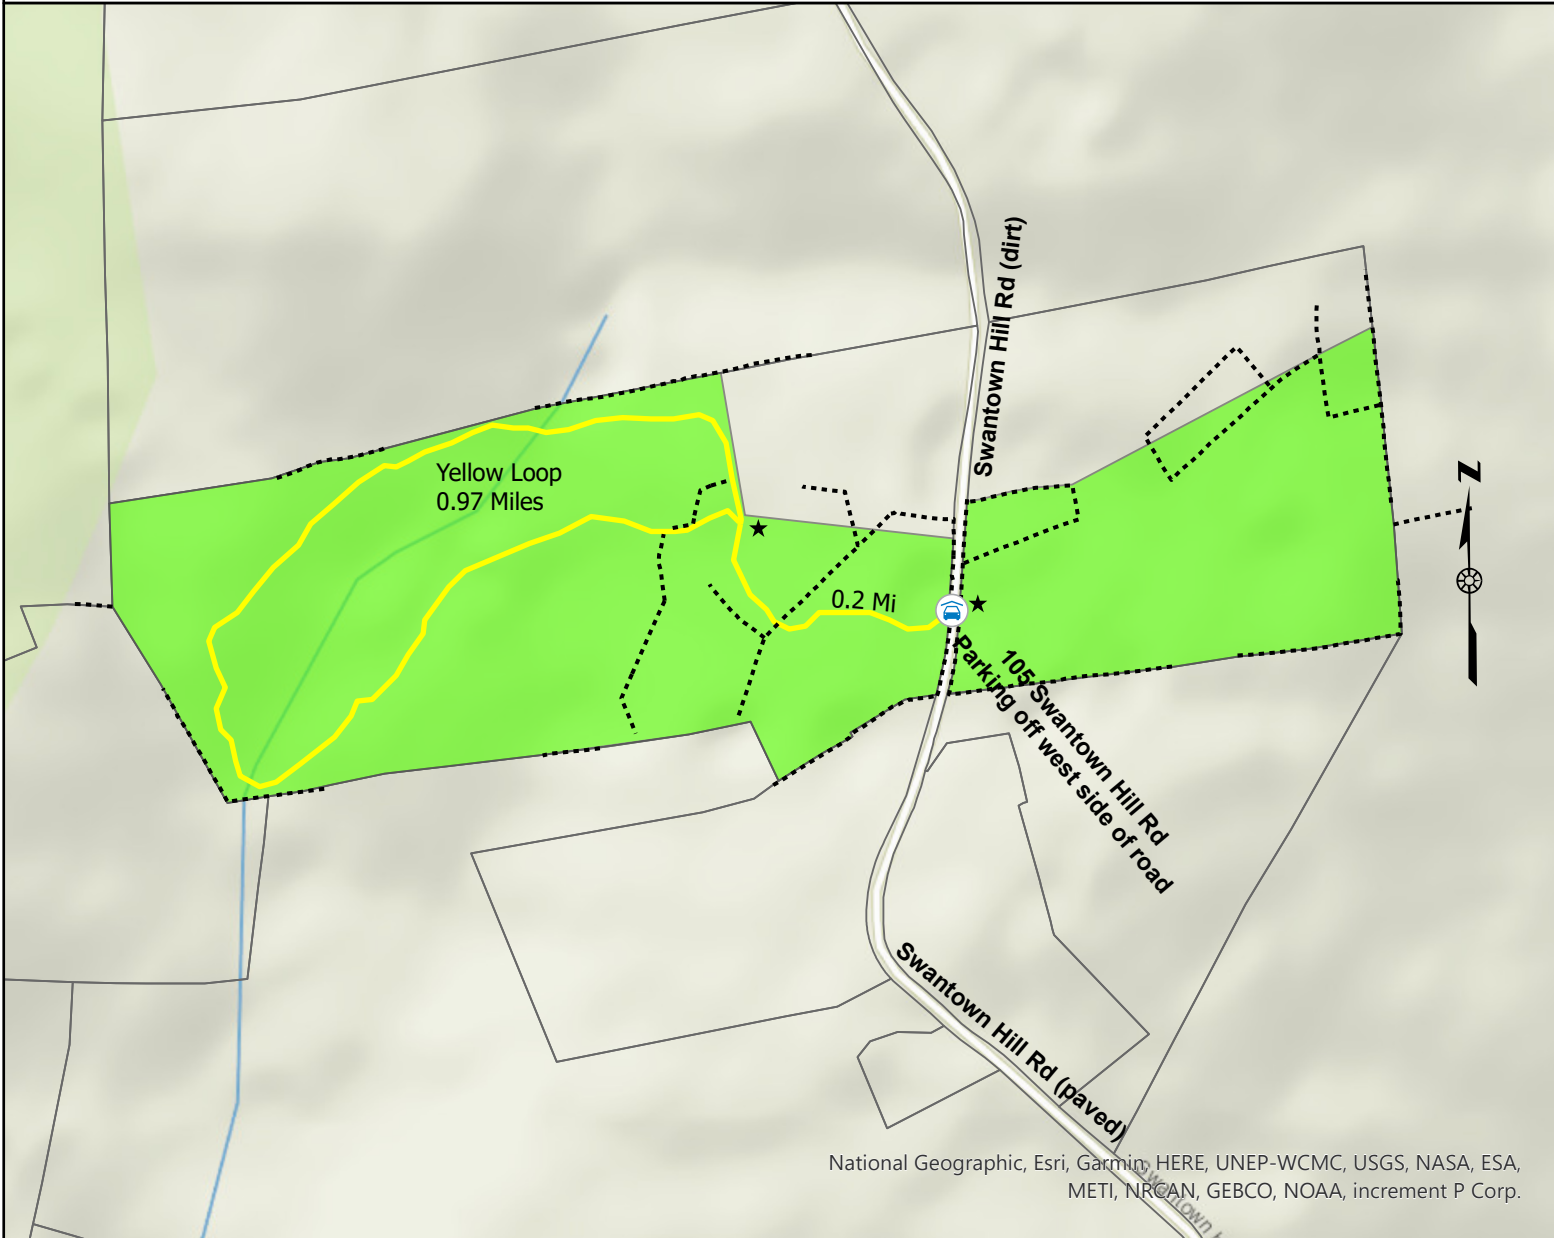 Swantown Hill Rd (dirt)
Yellow Loop
0.97 Miles
N
0.2 Mi
105 Swantown Hill Rd
Parking off west side of road
Swantown Hill Rd (paved)
National Geographic, Esri, Garmin, HERE, UNEP-WCMC, USGS, NASA, ESA,
METI, NRCAN, GEBCO, NOAA, increment P Corp.
Swantown